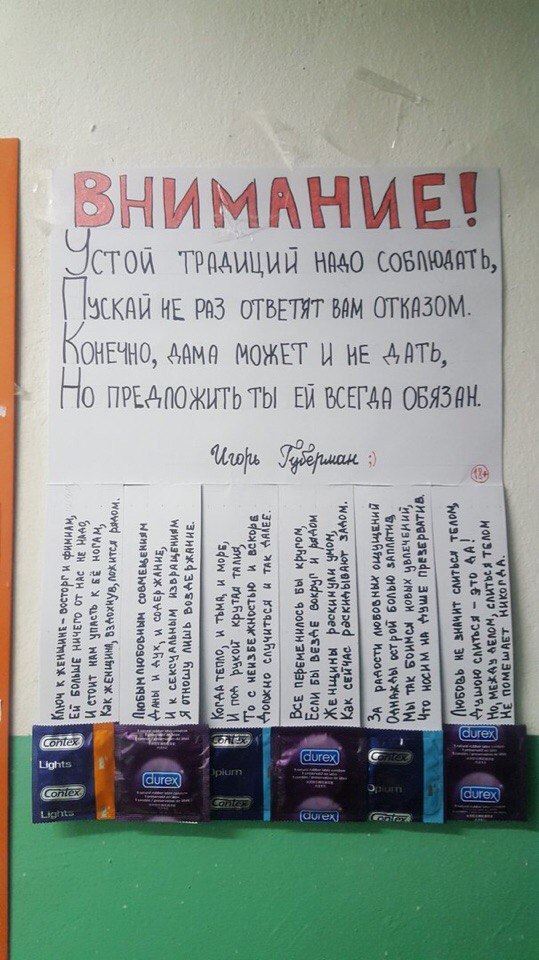 ВНИМАНИЕ!
Устой традиций надо соблюдать,
Пускай не раз ответят вам отказом.
Конечно, дама может и не дать,
Но предложить ты ей всегда обязан.
Игорь Губерман ;)
18+
Ключ к женщине - восторг и фимиам,
Ей больше ничего от нас не надо,
И стоит нам упасть к её ногам,
Как женщина, вздохнув, ложится рядом.
Любым любовным совмещениям
Даны и дух, и содержание,
И к сексуальным извращениям
Я отношу лишь воздержание.
Когда тепло, и тьма, и море,
И под рукой крутая талия,
То с неизбежностью и вскоре
Должно случиться и так далее.
Все переменилось бы кругом,
Если бы везде вокруг и рядом
Женщины раскинули умом,
Как сейчас раскидывают задом.
За радости любовных ощущений
Однажды острой болью заплатив,
Мы так боимся новых увлечений,
Что носим на душе презерватив.
Любовь не значит слиться телом,
Душою слиться - это да!
Но, между делом, слиться телом
Не помешает никогда.
Contex
Lights
Contex
Lights
durex
Contex
Opium
Contex
durex
durex
Contex
Opium
Contex
durex
durex